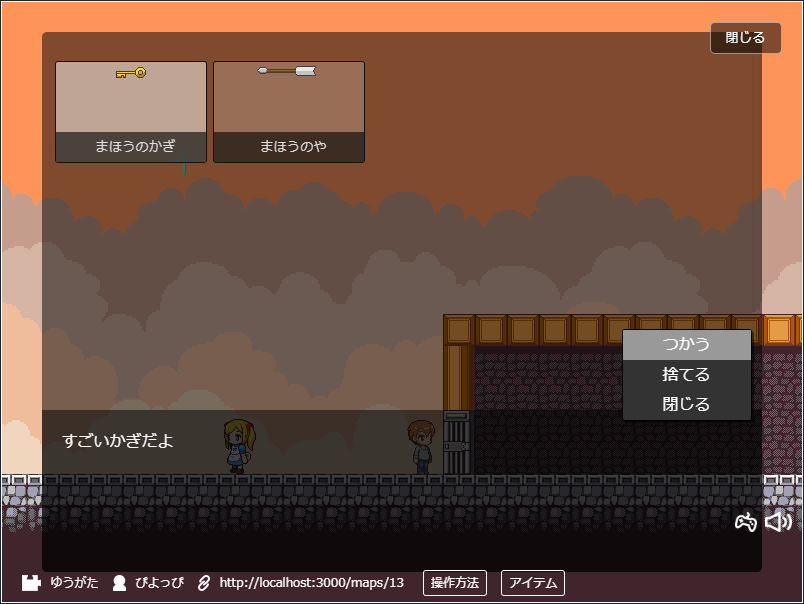 閉じる
まほうのかぎ
まほうのや
つかう
捨てる
閉じる
すごいかぎだよ
ゆうがた ぴよっぴ http://localhost:3000/maps/13 操作方法 アイテム